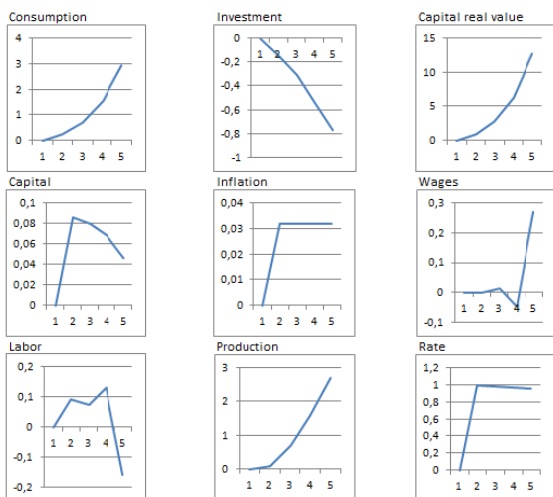 Consumption
4
3
2
1
0
1 2 3 4 5
Investment
0
-0,2
-0,4
-0,6
-0,8
-1
1 2 3 4 5
Capital real value
15
10
5
0
1 2 3 4 5
Capital
0,1
0,08
0,06
0,04
0,02
0
1 2 3 4 5
Inflation
0,04
0,03
0,02
0,01
0
1 2 3 4 5
Wages
0,3
0,2
0,1
0
-0,1
1 2 3 4 5
Labor
0,2
0,1
0
-0,1
-0,2
1 2 3 4 5
Production
3
2
1
0
1 2 3 4 5
Rate
1,2
1
0,8
0,6
0,4
0,2
0
1 2 3 4 5